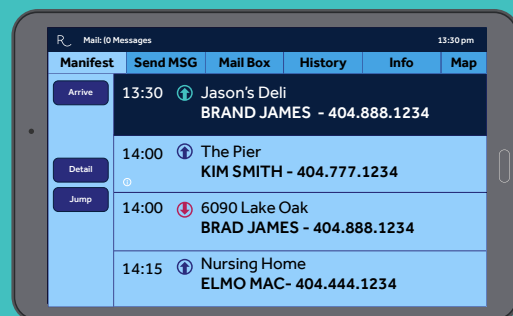 R Mail: (0 Messages 13:30 pm
Manifest Send MSG Mail Box History Info Map
Arrive
13:30 Jason's Deli
BRAND JAMES - 404.888.1234
Detail
14:00 The Pier
KIM SMITH - 404.777.1234
Jump
14:00 6090 Lake Oak
BRAD JAMES - 404.888.1234
14:15 Nursing Home
ELMO MAC- 404.444.1234